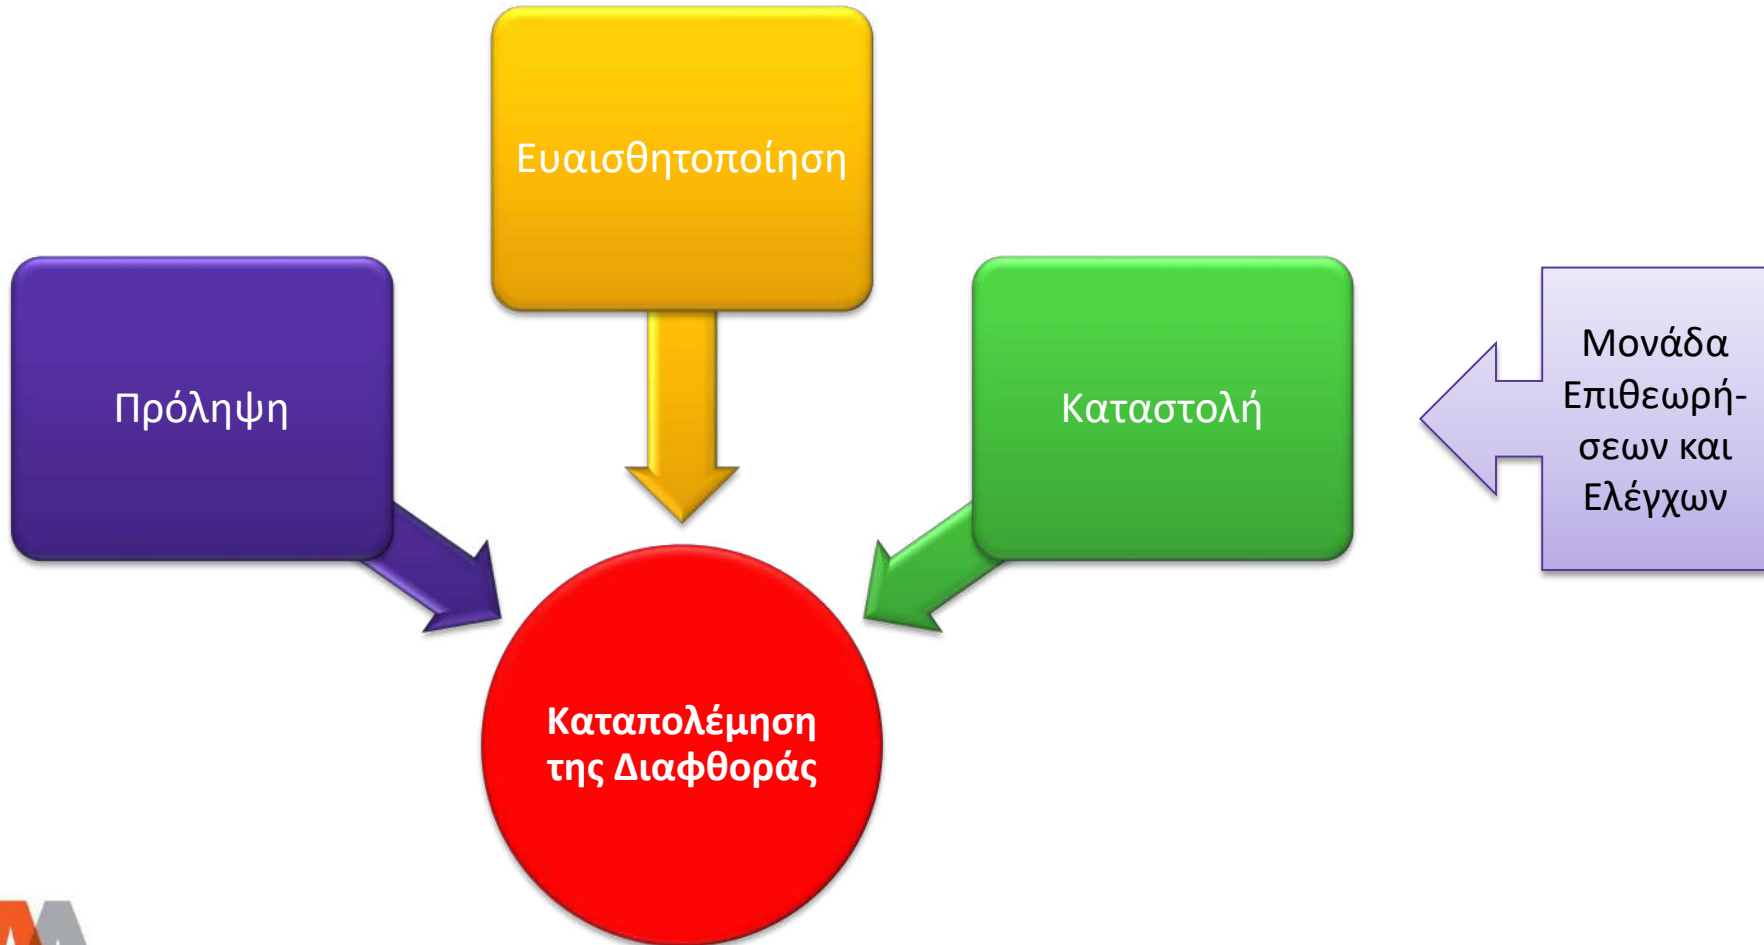 Ευαισθητοποίηση
Πρόληψη
Καταστολή
Μονάδα
Επιθεωρή-
σεων και
Ελέγχων
Καταπολέμηση
της Διαφθοράς